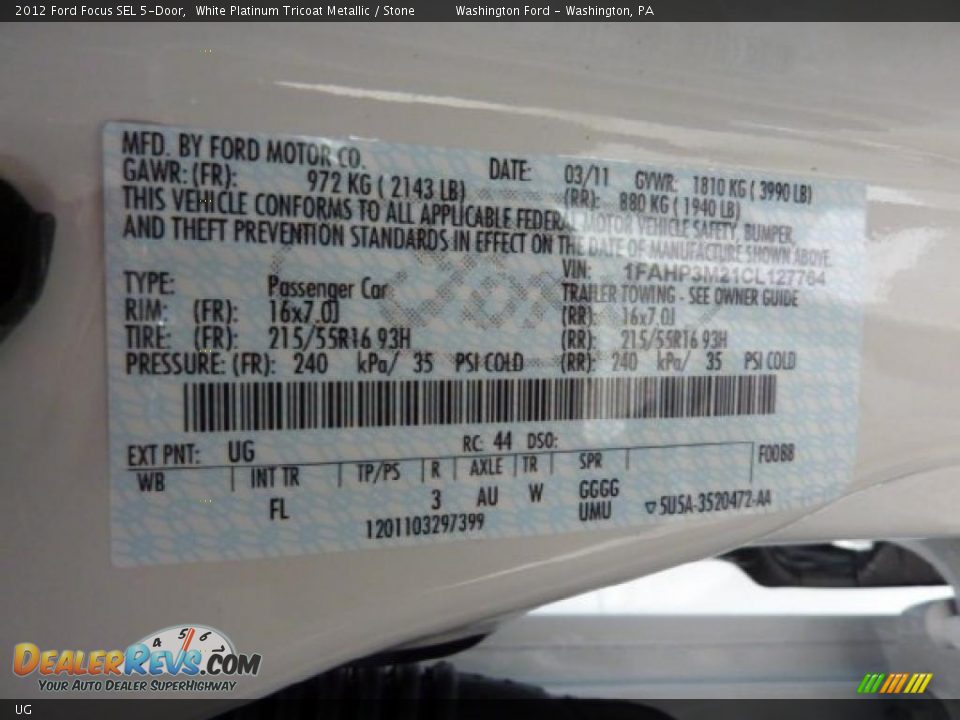 2012 Ford Focus SEL 5-Door, White Platinum Tricoat Metallic / Stone Washington Ford - Washington, PA
MFD. BY FORD MOTOR CO. DATE: 03/11 GVWR: 1810 KG ( 3990 LB)
GAWR: (FR): 972 KG ( 2143 LB) (RR): 880 KG ( 1940 LB)
THIS VEHICLE CONFORMS TO ALL APPLICABLE FEDERAL MOTOR VEHICLE SAFETY, BUMPER,
AND THEFT PREVENTION STANDARDS IN EFFECT ON THE DATE OF MANUFACTURE SHOWN ABOVE.
VIN: 1FAHP3M21CL127764
TYPE: Passenger Car TRAILER TOWING - SEE OWNER GUIDE
RIM: (FR): 16x7.0J (RR): 16x7.0J
TIRE: (FR): 215/55R16 93H (RR): 215/55R16 93H
PRESSURE: (FR): 240 kPa/ 35 PSI COLD (RR): 240 kPa/ 35 PSI COLD
EXT PNT: UG RC: 44 DSO: F00BB
WB INT TR TP/PS R AXLE TR SPR
FL 3 AU W GGGG
UMU ▽5U5A-3520472-AA
1201103297399
4 5 6
DEALERREVS.COM
YOUR AUTO DEALER SUPERHIGHWAY
UG